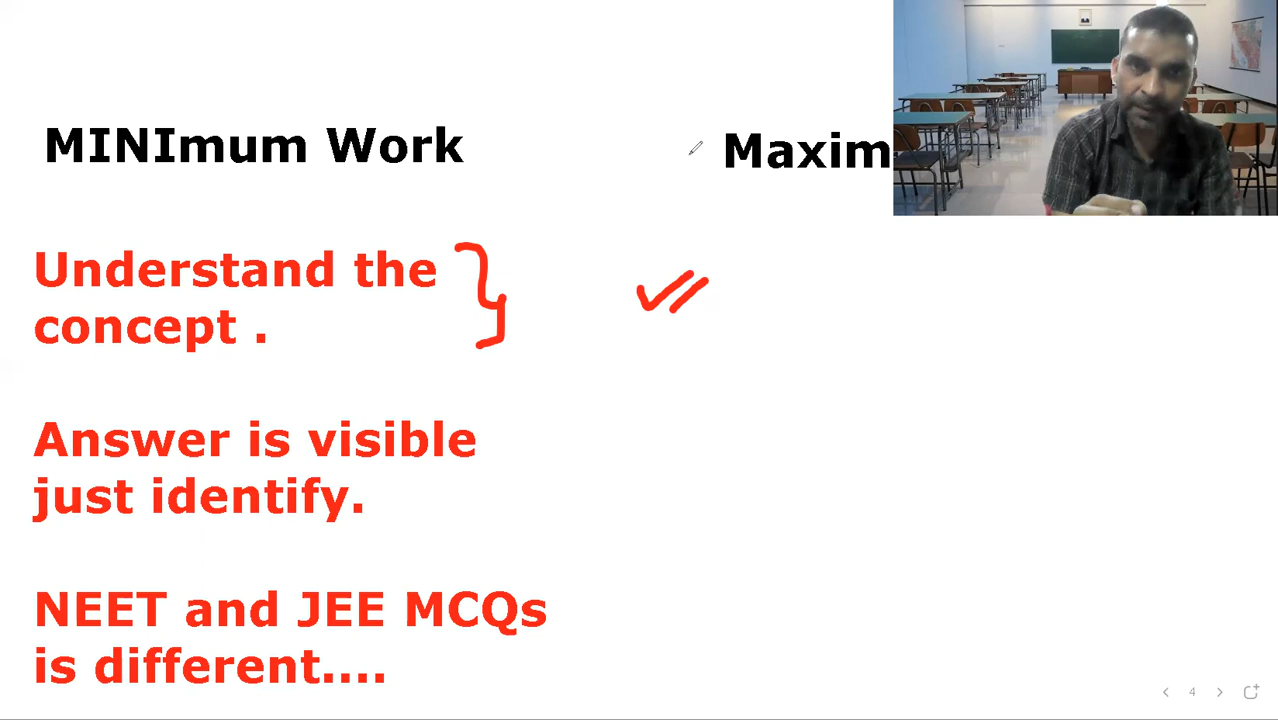 MINImum Work
Maxim
Understand the
concept .
Answer is visible
just identify.
NEET and JEE MCQs
is different....
4